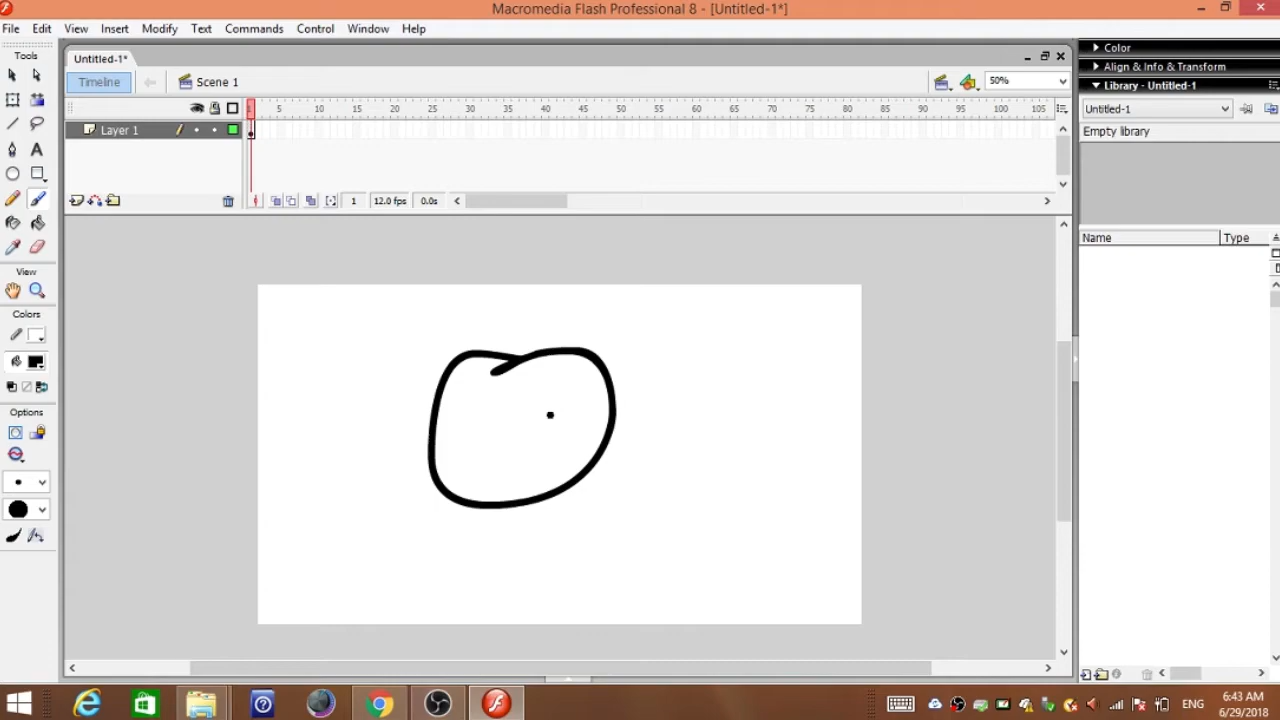 Macromedia Flash Professional 8 - [Untitled-1*]
File Edit View Insert Modify Text Commands Control Window Help
Tools
Untitled-1*
Timeline
Scene 1
50%
5 10 15 20 25 30 35 40 45 50 55 60 65 70 75 80 85 90 95 100 105
Layer 1
1 12.0 fps 0.0s
View
Colors
Options
Color
Align & Info & Transform
Library - Untitled-1
Untitled-1
Empty library
Name Type
ENG
6:43 AM
6/29/2018